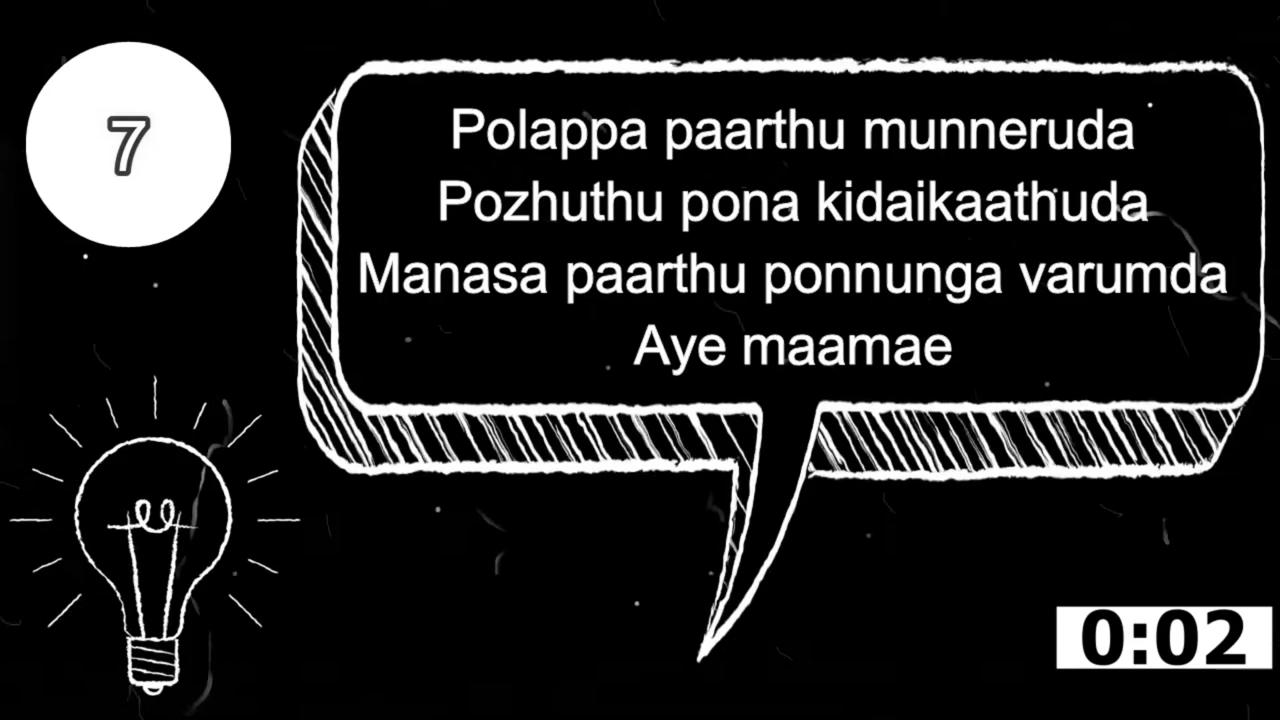 7
Polappa paarthu munneruda
Pozhuthu pona kidaikaathuda
Manasa paarthu ponnunga varumda
Aye maamae
0:02